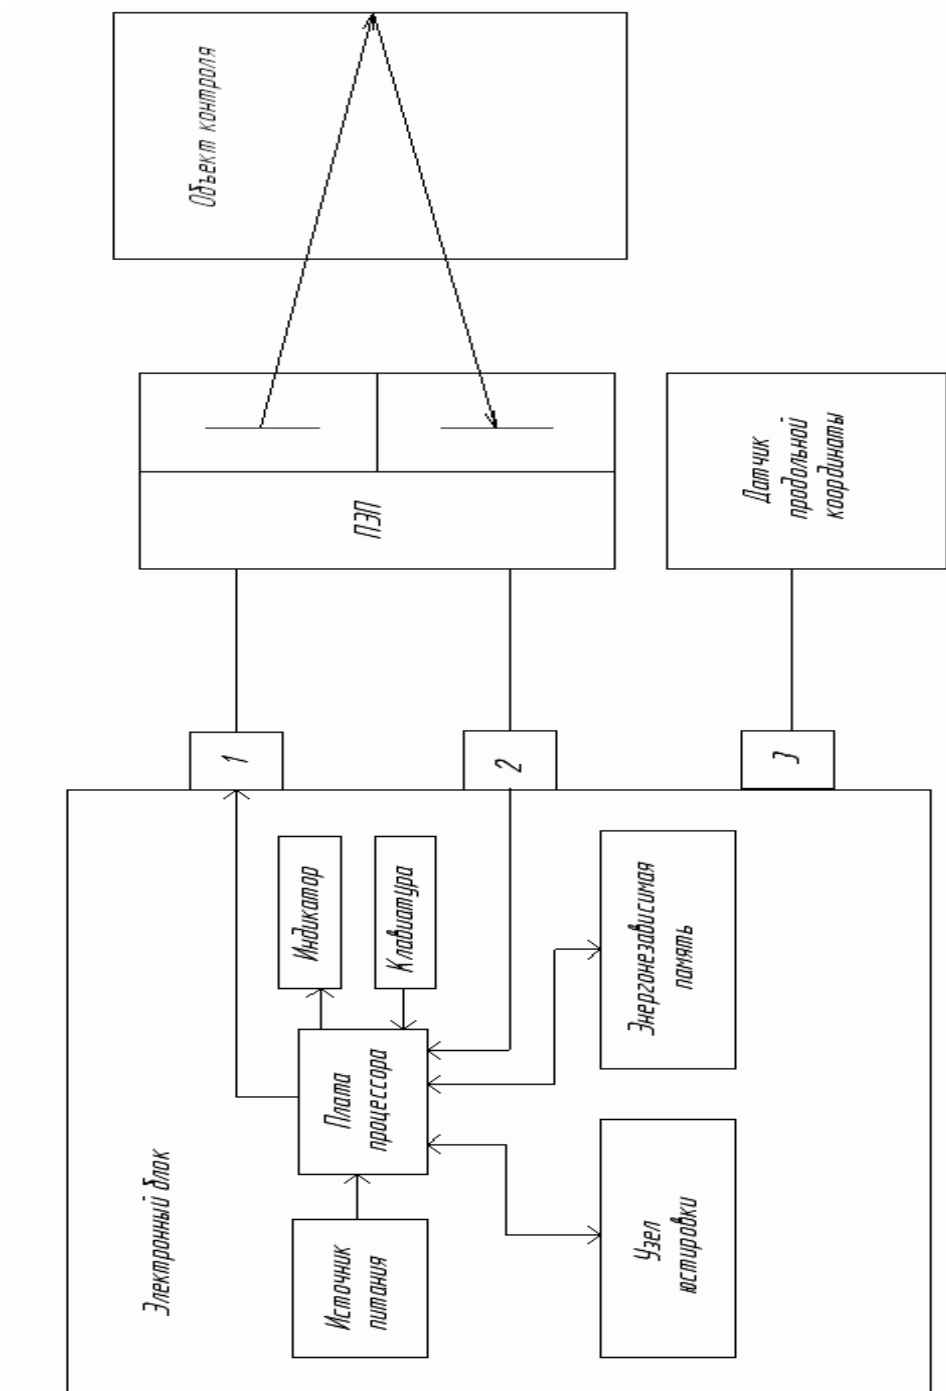 Электронный блок
Источник
питания
Плата
процессора
Индикатор
Клавиатура
Узел
юстировки
Энергонезависимая
память
1
2
3
ПЭП
Датчик
продольной
координаты
Объект контроля